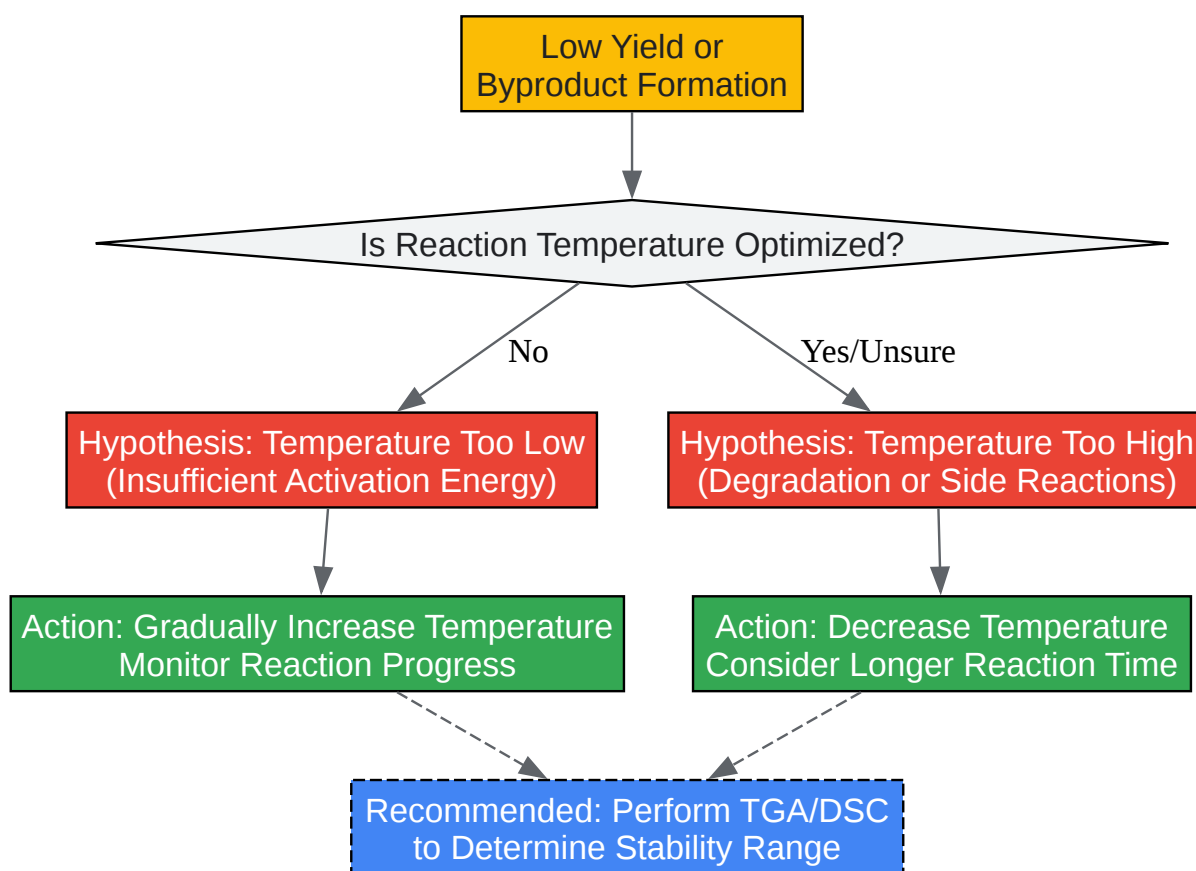 Low Yield or
Byproduct Formation
Is Reaction Temperature Optimized?
No
Yes/Unsure
Hypothesis: Temperature Too Low
(Insufficient Activation Energy)
Hypothesis: Temperature Too High
(Degradation or Side Reactions)
Action: Gradually Increase Temperature
Monitor Reaction Progress
Action: Decrease Temperature
Consider Longer Reaction Time
Recommended: Perform TGA/DSC
to Determine Stability Range